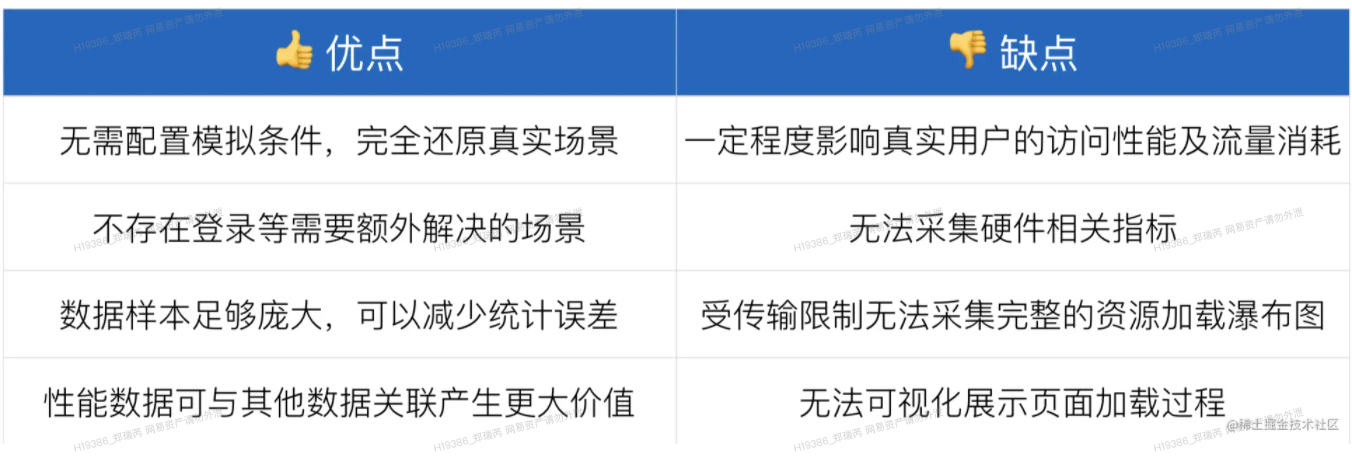 👍 优点
👎 缺点
无需配置模拟条件，完全还原真实场景
一定程度影响真实用户的访问性能及流量消耗
不存在登录等需要额外解决的场景
无法采集硬件相关指标
数据样本足够庞大，可以减少统计误差
受传输限制无法采集完整的资源加载瀑布图
性能数据可与其他数据关联产生更大价值
无法可视化展示页面加载过程
@稀土掘金技术社区
H19386_郑瑞芮 网易资产请勿外泄